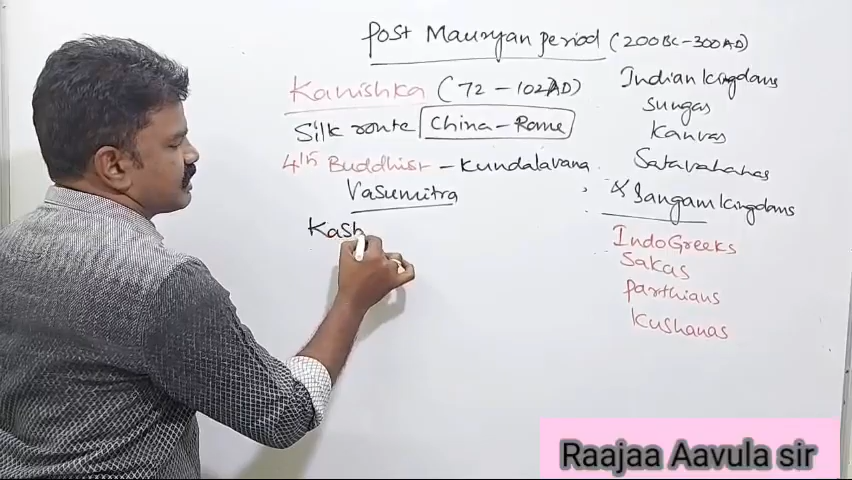 Post Mauryan period (200BC-300AD)
Kanishka (72 - 102AD)
Silk route China-Rome
4th Buddhist - Kundalavana
Vasumitra
Kash
Indian kingdoms
Sungas
Kanvas
Satavahanas
& Sangam kingdoms
IndoGreeks
Sakas
Parthians
Kushanas
Raajaa Aavula sir